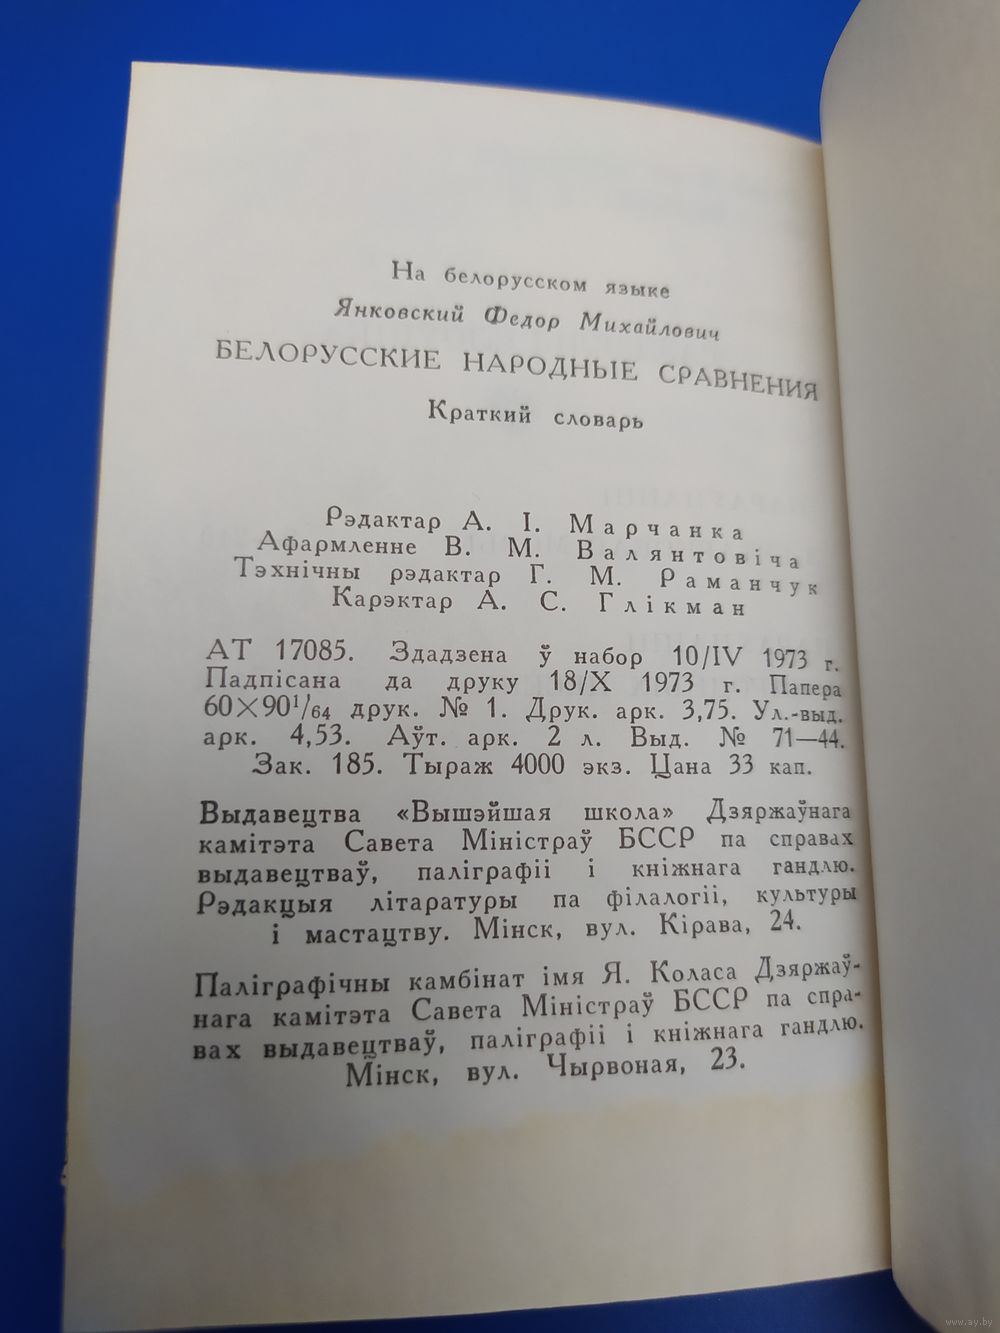 На белорусском языке
Янковский Федор Михайлович
БЕЛОРУССКИЕ НАРОДНЫЕ СРАВНЕНИЯ
Краткий словарь
Рэдактар А. І. Марчанка
Афармленне В. М. Валянтовіча
Тэхнічны рэдактар Г. М. Раманчук
Карэктар А. С. Глікман
АТ 17085. Здадзена ў набор 10/IV 1973 г.
Падпісана да друку 18/X 1973 г. Папера
60×90¹/₆₄ друк. № 1. Друк. арк. 3,75. Ул.-выд.
арк. 4,53. Аўт. арк. 2 л. Выд. № 71—44.
Зак. 185. Тыраж 4000 экз. Цана 33 кап.
Выдавецтва «Вышэйшая школа» Дзяржаўнага
камітэта Савета Міністраў БССР па справах
выдавецтваў, паліграфіі і кніжнага гандлю.
Рэдакцыя літаратуры па філалогіі, культуры
і мастацтву. Мінск, вул. Кірава, 24.
Паліграфічны камбінат імя Я. Коласа Дзяржаў-
нага камітэта Савета Міністраў БССР па спра-
вах выдавецтваў, паліграфіі і кніжнага гандлю.
Мінск, вул. Чырвоная, 23.
www.ay.by